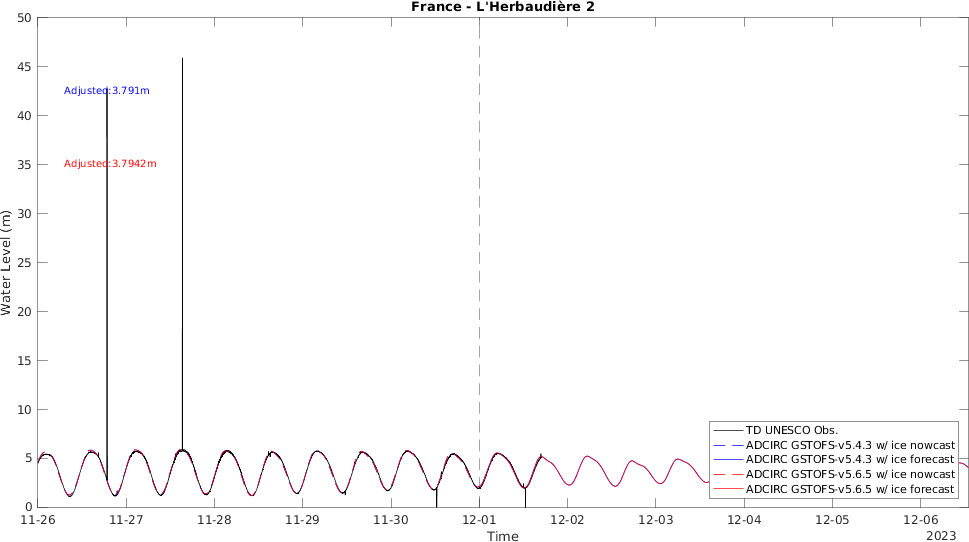 France - L'Herbaudière 2
50
45
40
35
30
25
20
15
10
5
0
Water Level (m)
Adjusted:3.791m
Adjusted:3.7942m
TD UNESCO Obs.
ADCIRC GSTOFS-v5.4.3 w/ ice nowcast
ADCIRC GSTOFS-v5.4.3 w/ ice forecast
ADCIRC GSTOFS-v5.6.5 w/ ice nowcast
ADCIRC GSTOFS-v5.6.5 w/ ice forecast
11-26 11-27 11-28 11-29 11-30 12-01 12-02 12-03 12-04 12-05 12-06
Time
2023